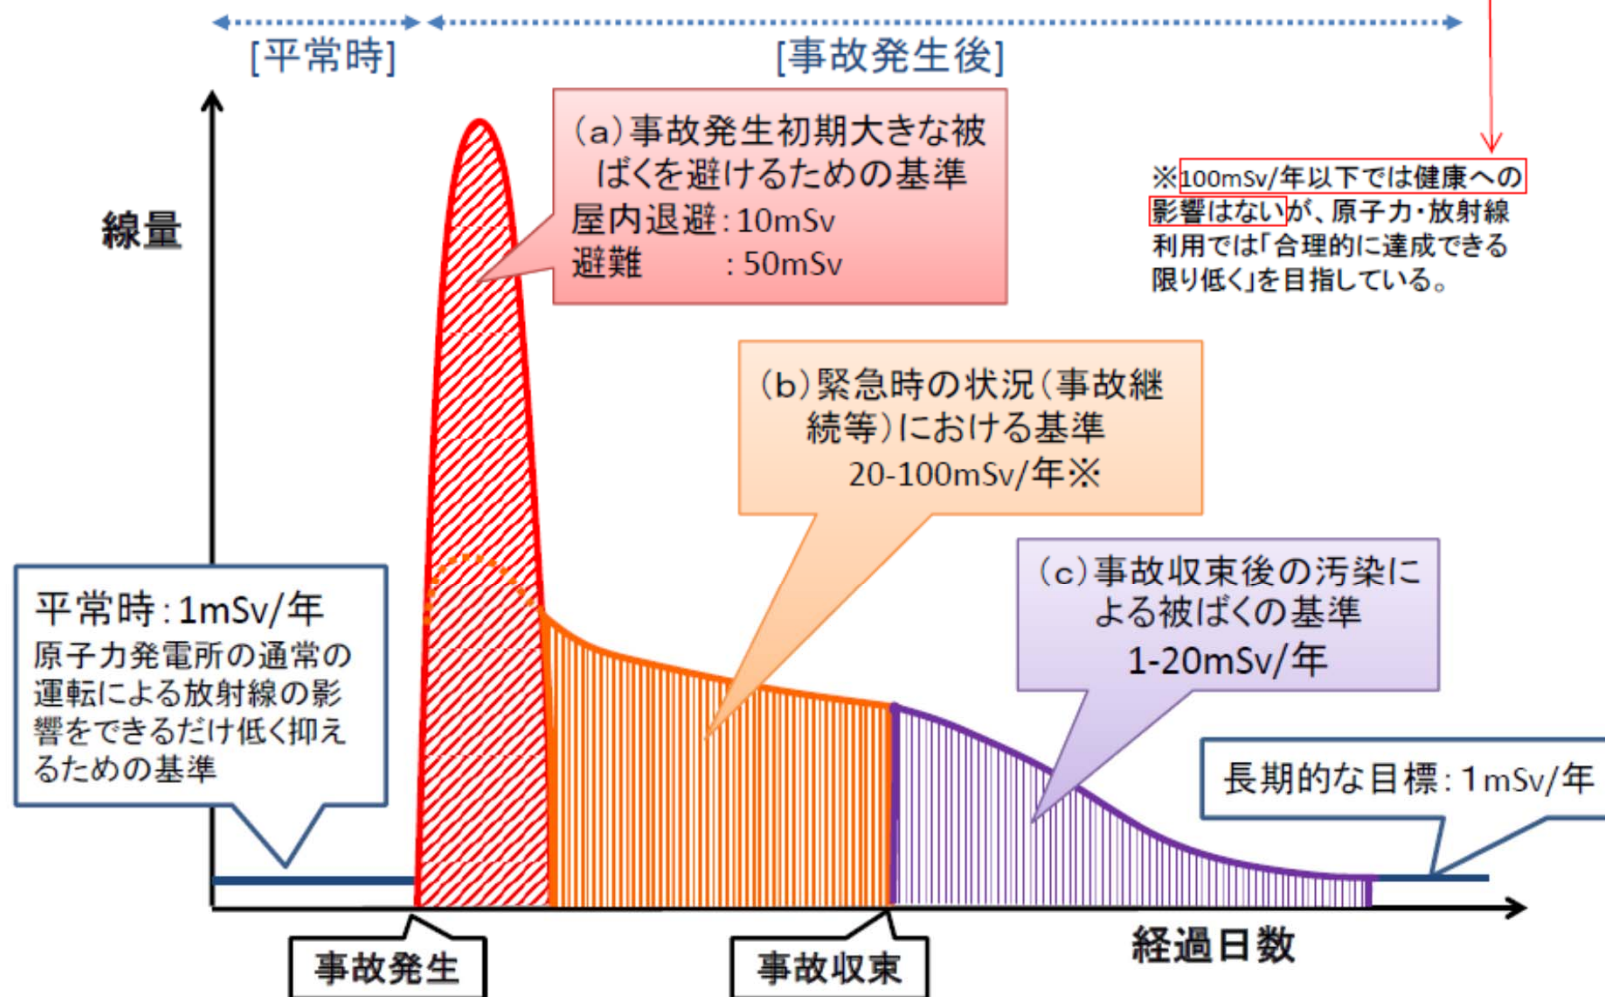 [平常時]
[事故発生後]
線量
(a)事故発生初期大きな被
ばくを避けるための基準
屋内退避:10mSv
避難　　:50mSv
※100mSv/年以下では健康への
影響はないが、原子力・放射線
利用では「合理的に達成できる
限り低く」を目指している。
(b)緊急時の状況(事故継
続等)における基準
20-100mSv/年※
(c)事故収束後の汚染に
よる被ばくの基準
1-20mSv/年
平常時:1mSv/年
原子力発電所の通常の
運転による放射線の影
響をできるだけ低く抑え
るための基準
長期的な目標:1mSv/年
事故発生
事故収束
経過日数